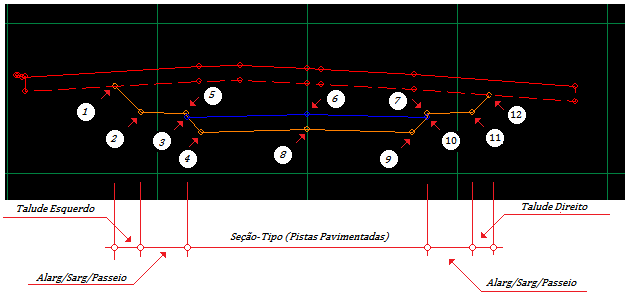 5
6
7
12
1
2
3
4
8
9
10
11
Talude Esquerdo
Talude Direito
Seção-Tipo (Pistas Pavimentadas)
Alarg/Sarg/Passeio
Alarg/Sarg/Passeio